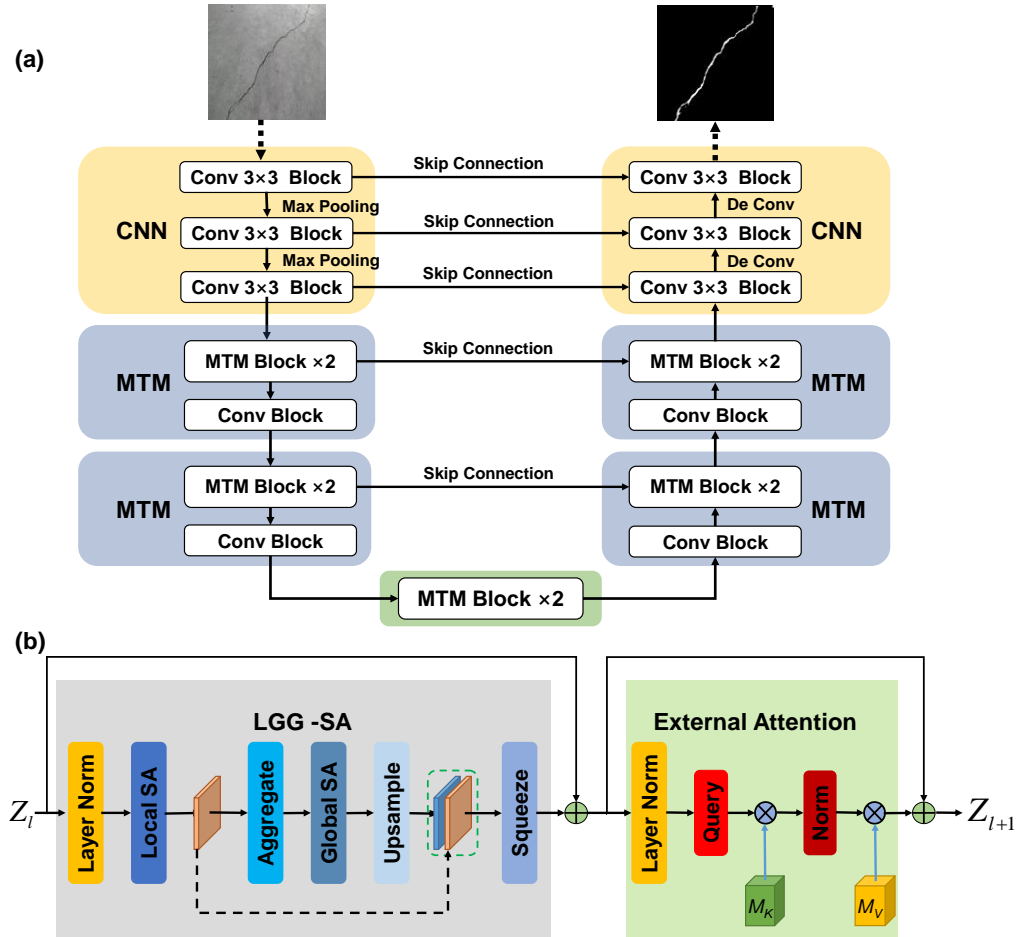 (a)
Conv 3×3 Block
Skip Connection
Conv 3×3 Block
Max Pooling
De Conv
CNN
Conv 3×3 Block
Skip Connection
Conv 3×3 Block
CNN
Max Pooling
De Conv
Conv 3×3 Block
Skip Connection
Conv 3×3 Block
MTM
MTM Block ×2
Skip Connection
MTM Block ×2
MTM
Conv Block
Conv Block
MTM
MTM Block ×2
Skip Connection
MTM Block ×2
MTM
Conv Block
Conv Block
MTM Block ×2
(b)
LGG -SA
External Attention
Z_l
Layer Norm
Local SA
Aggregate
Global SA
Upsample
Squeeze
Layer Norm
Query
Norm
Z_{l+1}
M_K
M_V